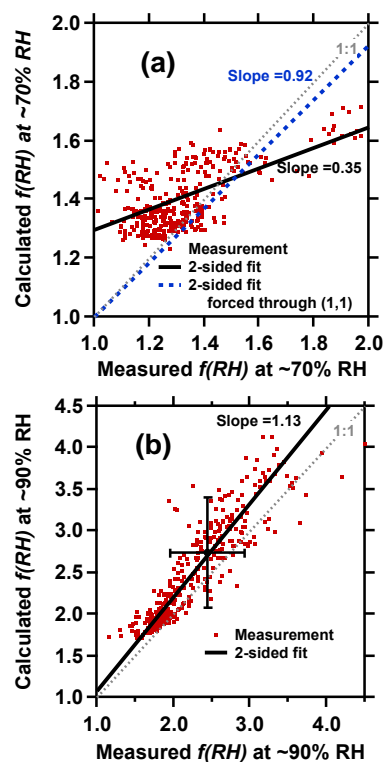 2.0
1.8
1.6
1.4
1.2
1.0
Calculated f(RH) at ~70% RH
(a)
1:1
Slope =0.92
Slope =0.35
Measurement
2-sided fit
2-sided fit
forced through (1,1)
1.0 1.2 1.4 1.6 1.8 2.0
Measured f(RH) at ~70% RH
4.5
4.0
3.5
3.0
2.5
2.0
1.5
1.0
Calculated f(RH) at ~90% RH
(b)
Slope =1.13
1:1
Measurement
2-sided fit
1.0 2.0 3.0 4.0
Measured f(RH) at ~90% RH